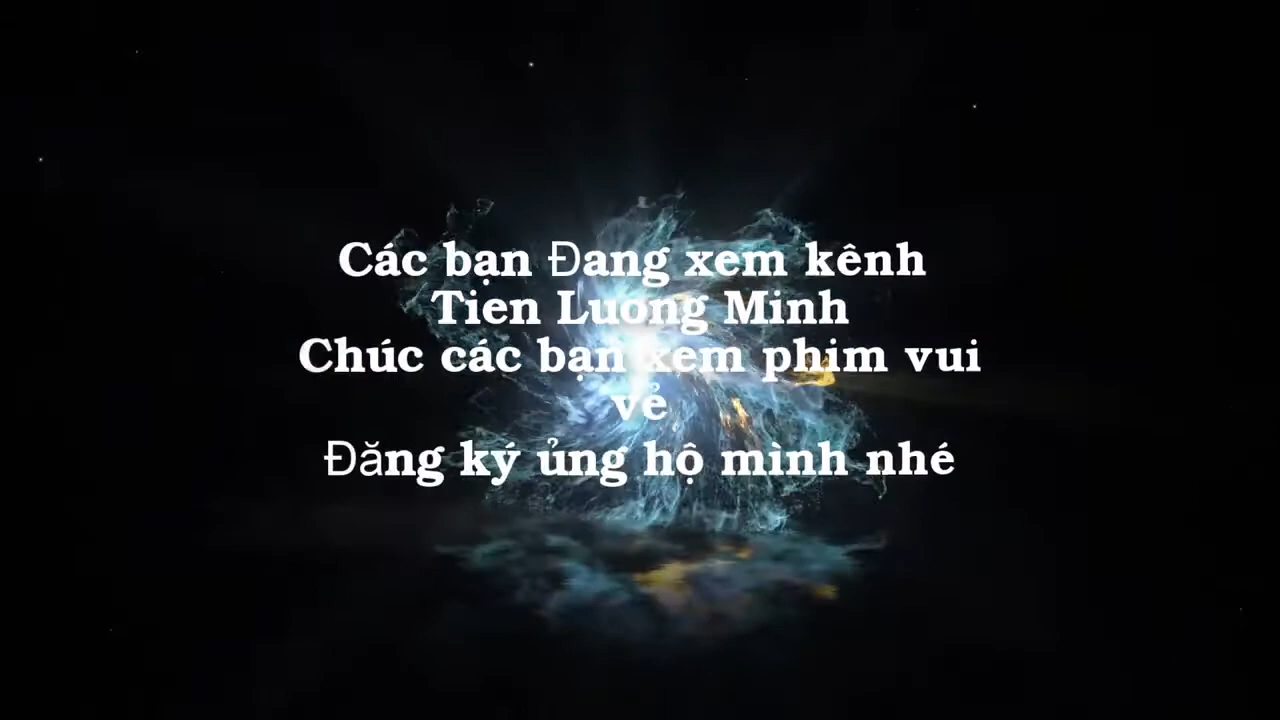 Các bạn Đang xem kênh
Tien Luong Minh
Chúc các bạn xem phim vui
vẻ
Đăng ký ủng hộ mình nhé